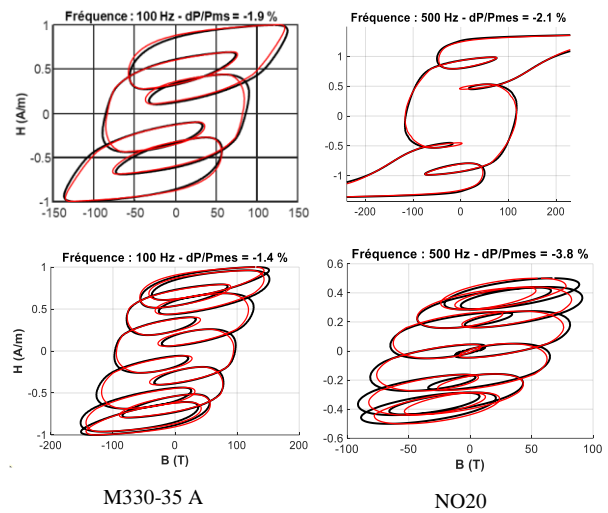 Fréquence : 100 Hz - dP/Pms = -1.9 %
1
0.5
0
-0.5
-1
H (A/m)
-150 -100 -50 0 50 100 150
Fréquence : 500 Hz - dP/Pmes = -2.1 %
1
0.5
0
-0.5
-1
-200 -100 0 100 200
Fréquence : 100 Hz - dP/Pmes = -1.4 %
1
0.5
0
-0.5
-1
H (A/m)
-200 -100 0 100 200
B (T)
Fréquence : 500 Hz - dP/Pmes = -3.8 %
0.6
0.4
0.2
0
-0.2
-0.4
-0.6
-100 -50 0 50 100
B (T)
M330-35 A
NO20